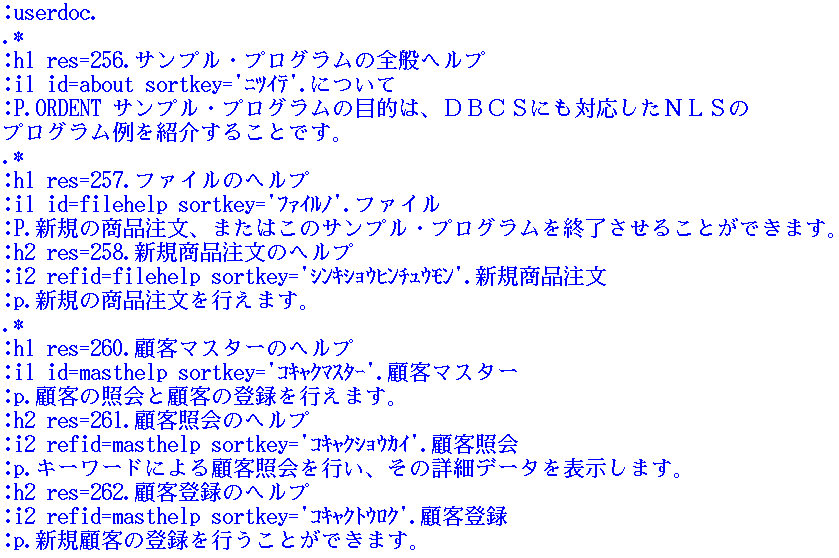 :userdoc.
.*
:h1 res=256.サンプル・プログラムの全般ヘルプ
:i1 id=about sortkey='ﾆﾂｲﾃ'.について
:P.ORDENT サンプル・プログラムの目的は、ＤＢＣＳにも対応したＮＬＳの
プログラム例を紹介することです。
.*
:h1 res=257.ファイルのヘルプ
:i1 id=filehelp sortkey='ﾌｧｲﾙﾉ'.ファイル
:P.新規の商品注文、またはこのサンプル・プログラムを終了させることができます。
:h2 res=258.新規商品注文のヘルプ
:i2 refid=filehelp sortkey='ｼﾝｷｼｮｳﾋﾝﾁｭｳﾓﾝ'.新規商品注文
:p.新規の商品注文を行えます。
.*
:h1 res=260.顧客マスターのヘルプ
:i1 id=masthelp sortkey='ｺｷｬｸﾏｽﾀｰ'.顧客マスター
:p.顧客の照会と顧客の登録を行えます。
:h2 res=261.顧客照会のヘルプ
:i2 refid=masthelp sortkey='ｺｷｬｸｼｮｳｶｲ'.顧客照会
:p.キーワードによる顧客照会を行い、その詳細データを表示します。
:h2 res=262.顧客登録のヘルプ
:i2 refid=masthelp sortkey='ｺｷｬｸﾄｳﾛｸ'.顧客登録
:p.新規顧客の登録を行うことができます。